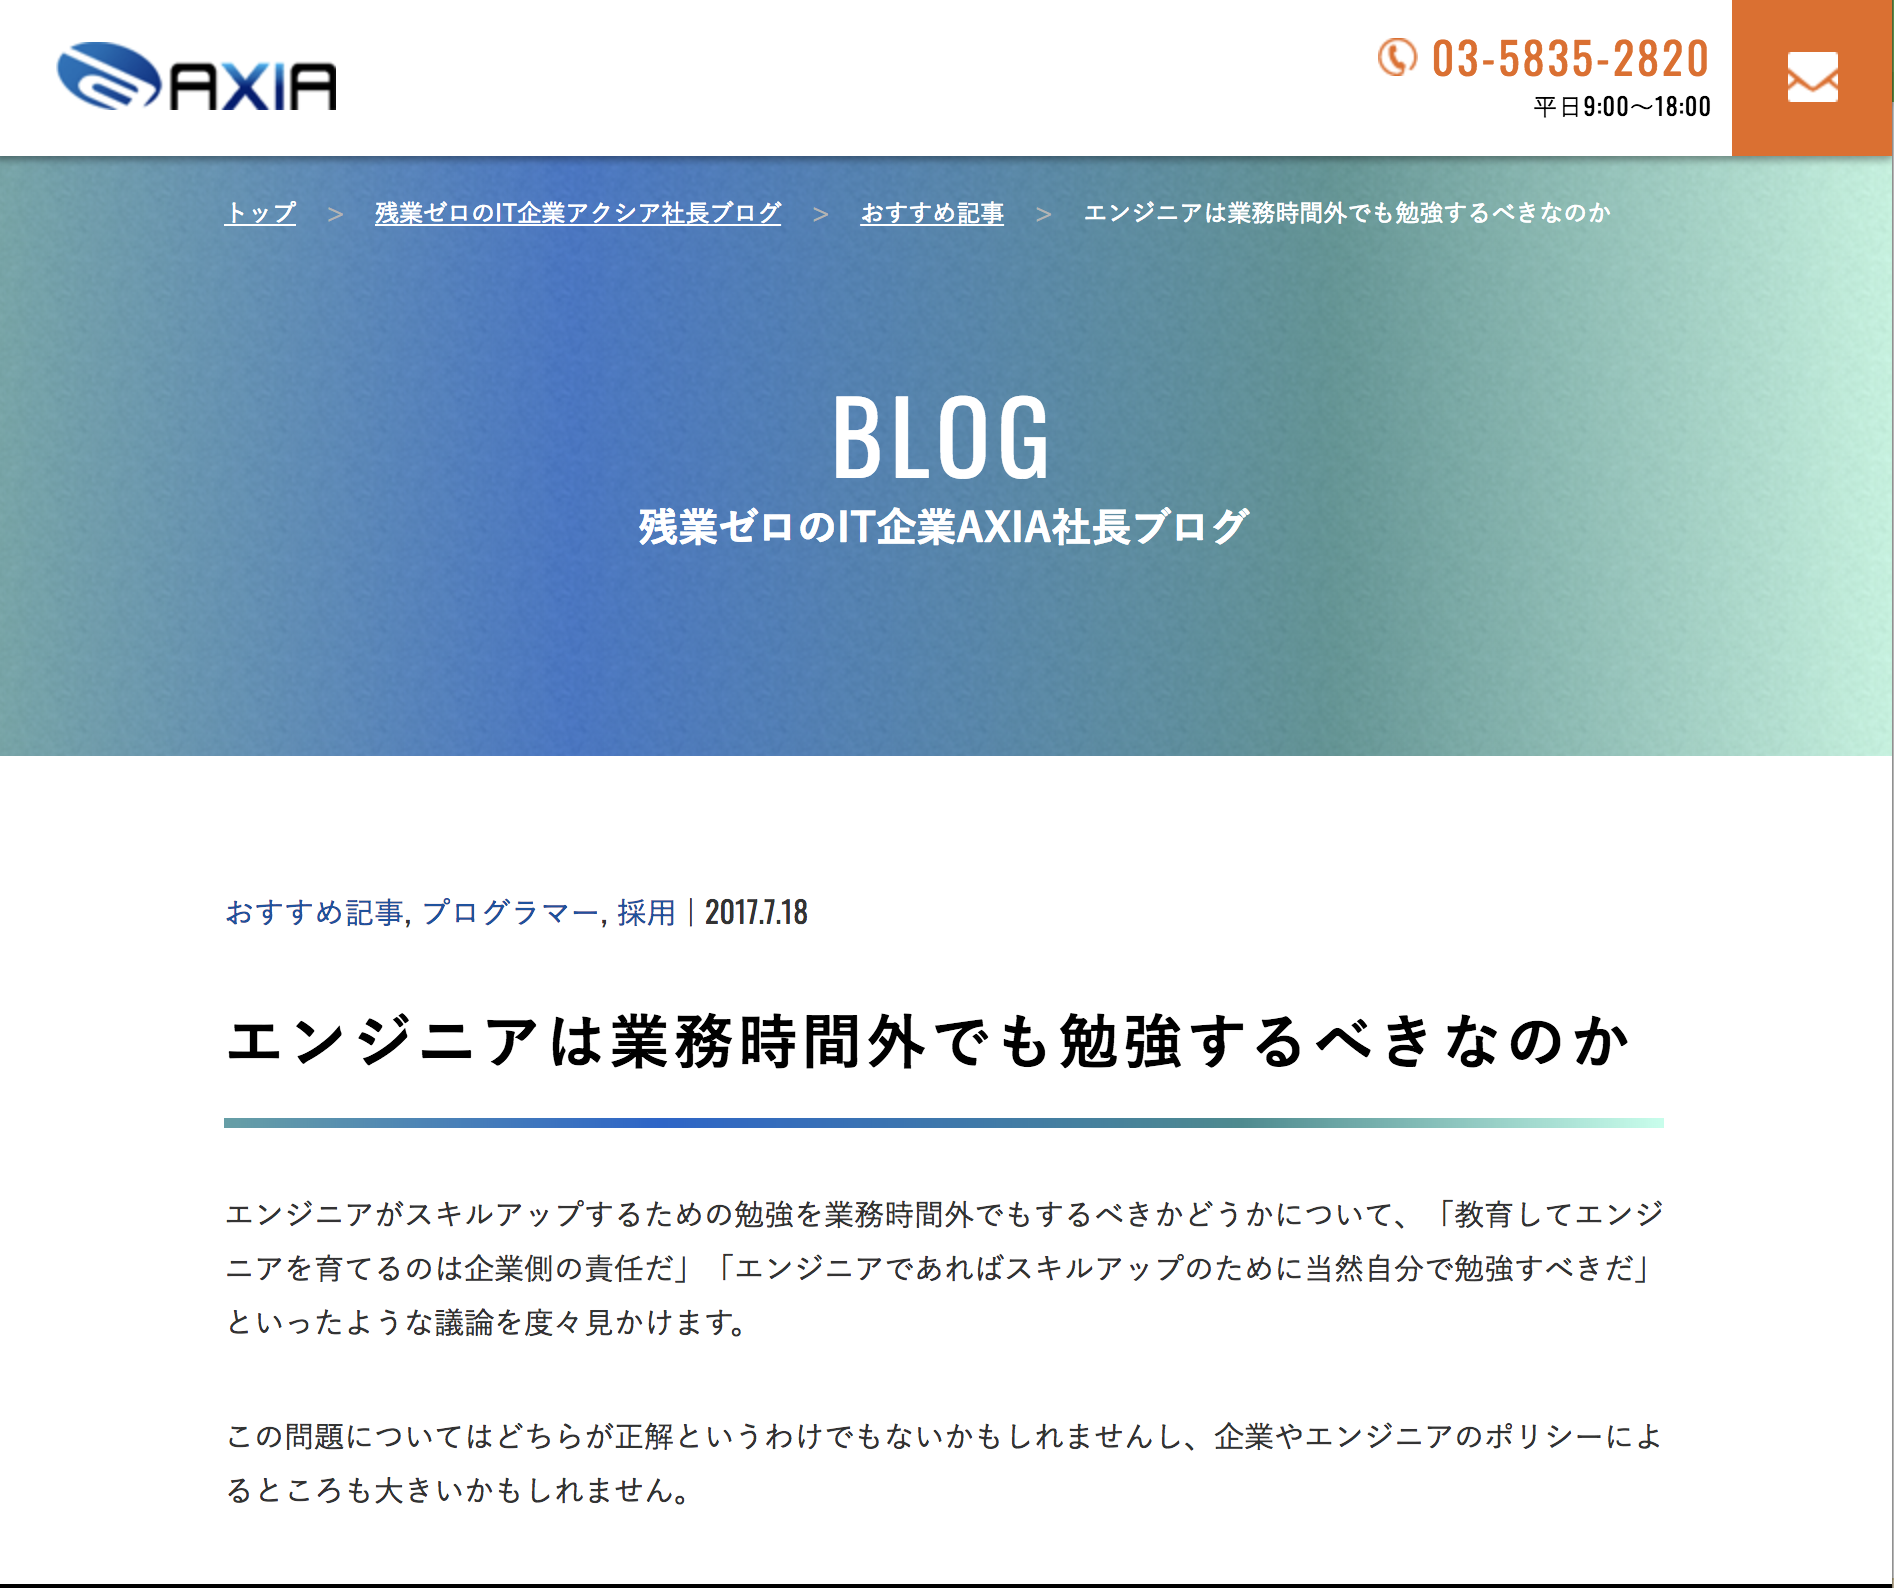 AXIA
03-5835-2820
平日9:00〜18:00
トップ > 残業ゼロのIT企業アクシア社長ブログ > おすすめ記事 > エンジニアは業務時間外でも勉強するべきなのか
BLOG
残業ゼロのIT企業AXIA社長ブログ
おすすめ記事, プログラマー, 採用 | 2017.7.18
エンジニアは業務時間外でも勉強するべきなのか
エンジニアがスキルアップするための勉強を業務時間外でもするべきかどうかについて、「教育してエンジ
ニアを育てるのは企業側の責任だ」「エンジニアであればスキルアップのために当然自分で勉強すべきだ」
といったような議論を度々見かけます。
この問題についてはどちらが正解というわけでもないかもしれませんし、企業やエンジニアのポリシーによ
るところも大きいかもしれません。